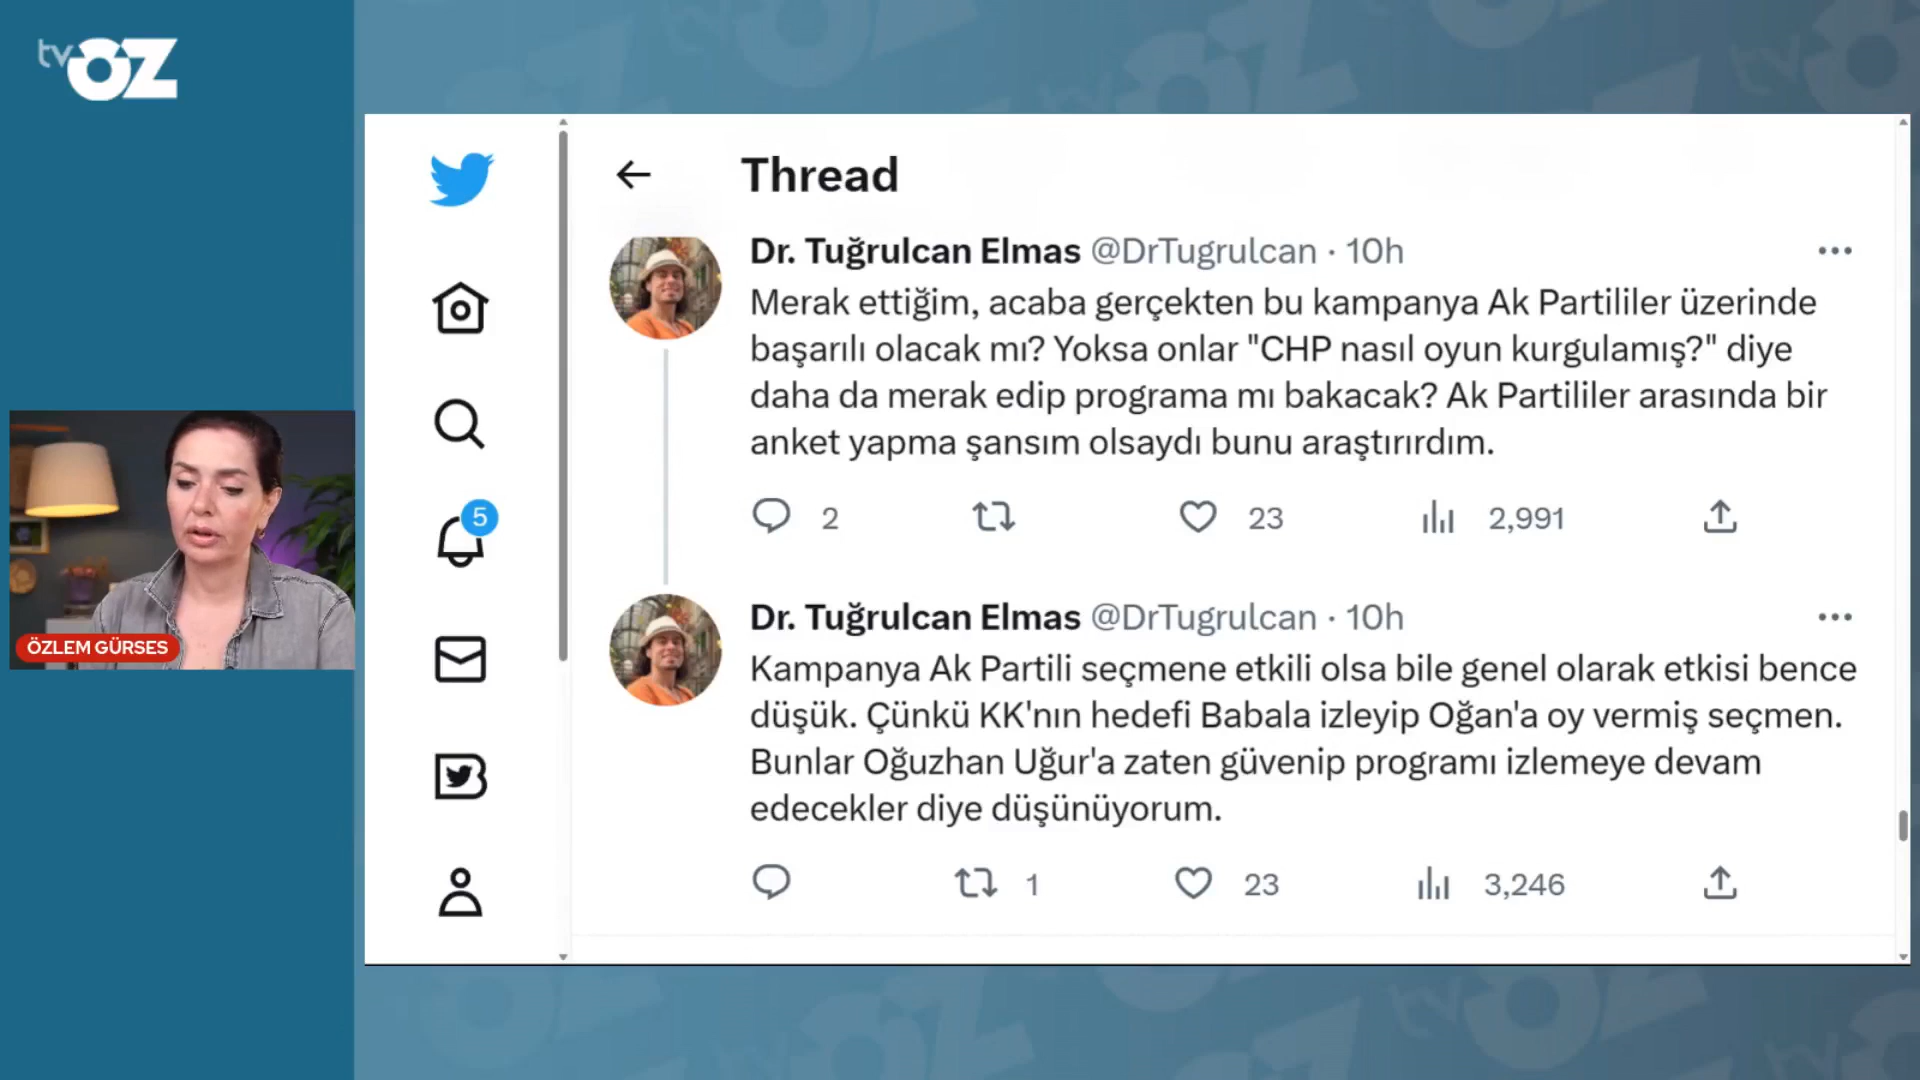 tv ÖZ
Thread
Dr. Tuğrulcan Elmas @DrTugrulcan · 10h
Merak ettiğim, acaba gerçekten bu kampanya Ak Partililer üzerinde
başarılı olacak mı? Yoksa onlar "CHP nasıl oyun kurgulamış?" diye
daha da merak edip programa mı bakacak? Ak Partililer arasında bir
anket yapma şansım olsaydı bunu araştırırdım.
2 23 2,991
5
Dr. Tuğrulcan Elmas @DrTugrulcan · 10h
Kampanya Ak Partili seçmene etkili olsa bile genel olarak etkisi bence
düşük. Çünkü KK'nın hedefi Babala izleyip Oğan'a oy vermiş seçmen.
Bunlar Oğuzhan Uğur'a zaten güvenip programı izlemeye devam
edecekler diye düşünüyorum.
1 23 3,246
ÖZLEM GÜRSES